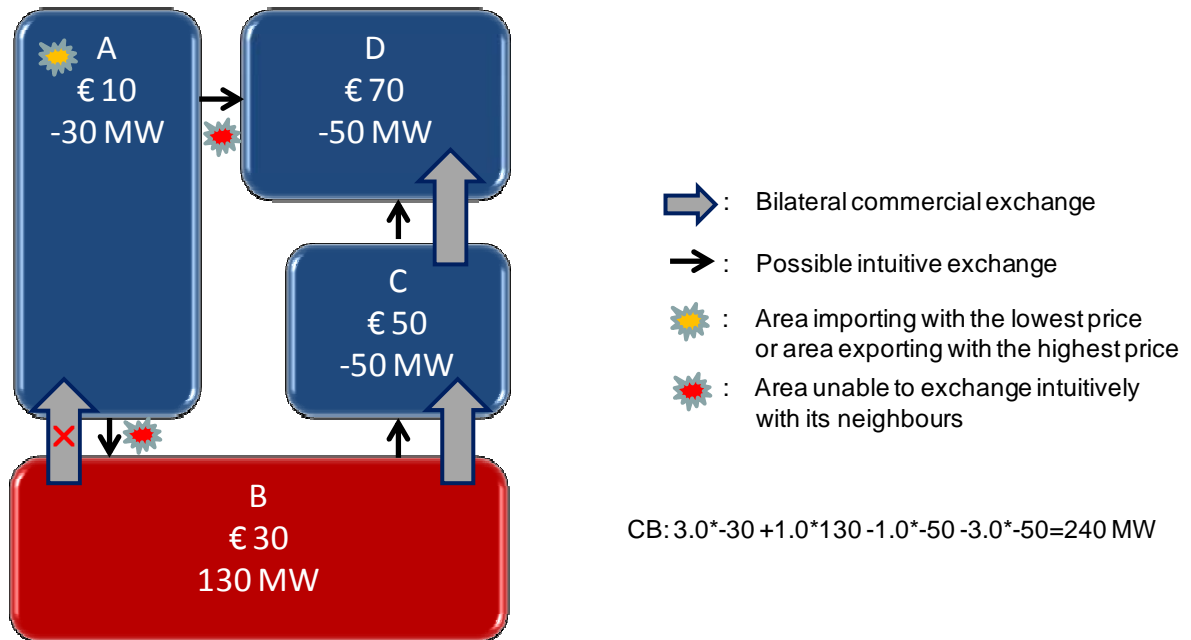 A
€ 10
-30 MW
D
€ 70
-50 MW
C
€ 50
-50 MW
B
€ 30
130 MW
: Bilateral commercial exchange
: Possible intuitive exchange
: Area importing with the lowest price
or area exporting with the highest price
: Area unable to exchange intuitively
with its neighbours
CB: 3.0*-30 +1.0*130 -1.0*-50 -3.0*-50=240 MW